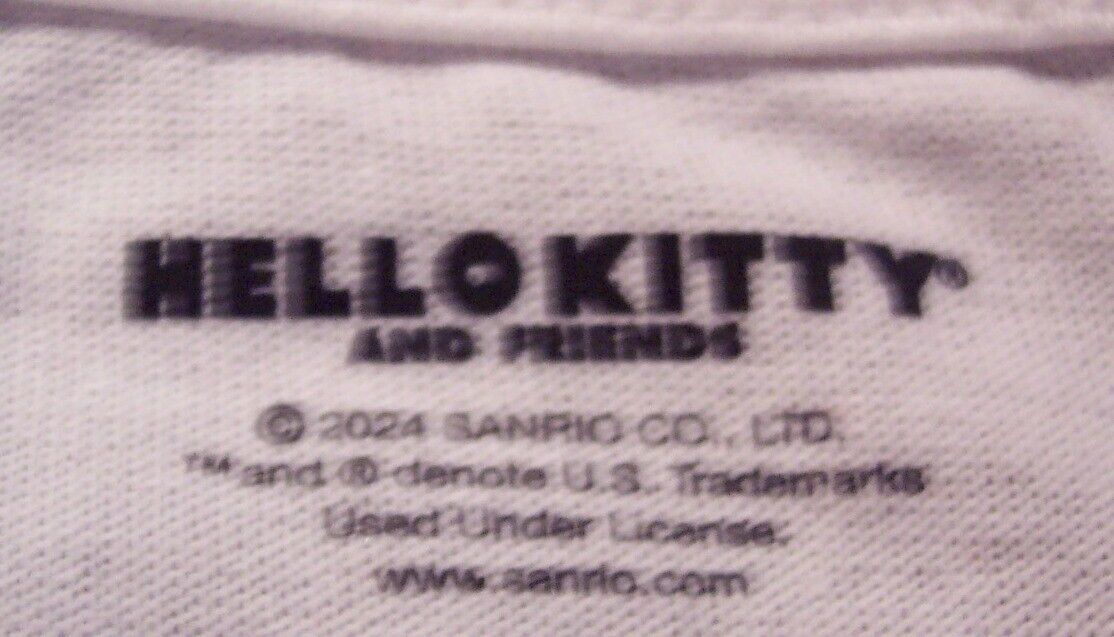 HELLO KITTY®
AND FRIENDS
© 2024 SANRIO CO., LTD.
™ and ® denote U.S. Trademarks
Used Under License.
www.sanrio.com